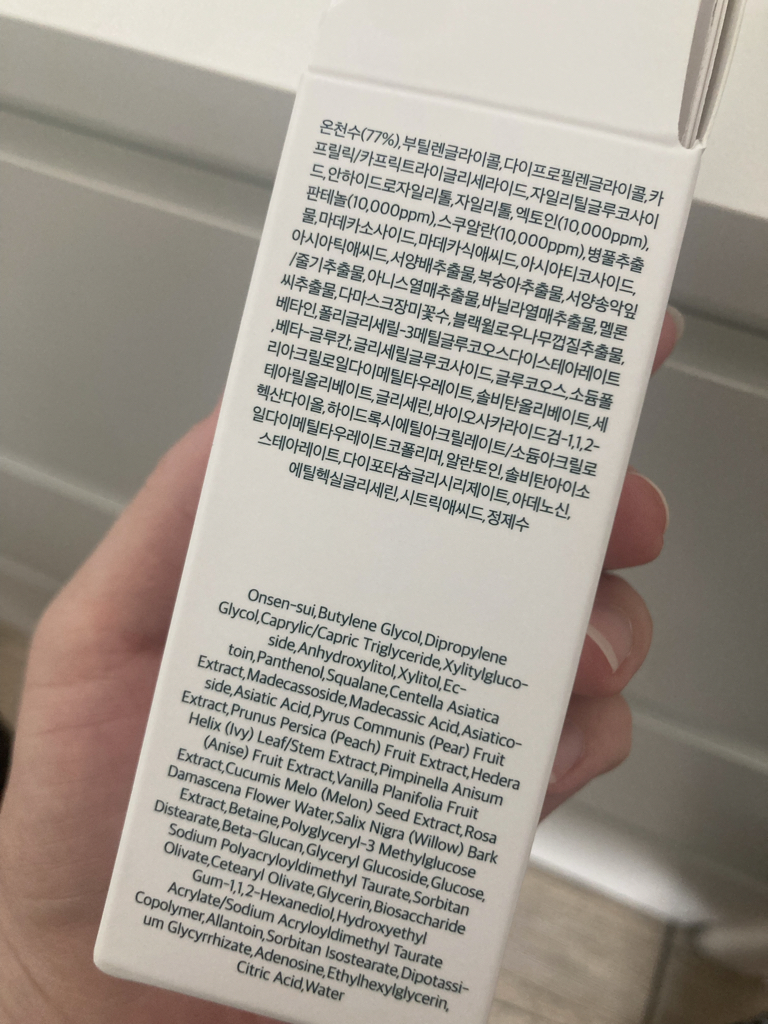 온천수(77%),부틸렌글라이콜,다이프로필렌글라이콜,카
프릴릭/카프릭트라이글리세라이드,자일리틸글루코사이
드,안하이드로자일리톨,자일리톨,엑토인(10,000ppm),
판테놀(10,000ppm),스쿠알란(10,000ppm),병풀추출
물,마데카소사이드,마데카식애씨드,아시아티코사이드,
아시아틱애씨드,서양배추출물,복숭아추출물,서양송악잎
/줄기추출물,아니스열매추출물,바닐라열매추출물,멜론
씨추출물,다마스크장미꽃수,블랙윌로우나무껍질추출물,
베타인,폴리글리세릴-3메틸글루코오스다이스테아레이트
,베타-글루칸,글리세릴글루코사이드,글루코오스,소듐폴
리아크릴로일다이메틸타우레이트,솔비탄올리베이트,세
테아릴올리베이트,글리세린,바이오사카라이드검-1,1,2-
헥산다이올,하이드록시에틸아크릴레이트/소듐아크릴로
일다이메틸타우레이트코폴리머,알란토인,솔비탄아이소
스테아레이트,다이포타슘글리시리제이트,아데노신,
에틸헥실글리세린,시트릭애씨드,정제수
Onsen-sui,Butylene Glycol,Dipropylene
Glycol,Caprylic/Capric Triglyceride,Xylitylgluco-
side,Anhydroxylitol,Xylitol,Ec-
toin,Panthenol,Squalane,Centella Asiatica
Extract,Madecassoside,Madecassic Acid,Asiatico-
side,Asiatic Acid,Pyrus Communis (Pear) Fruit
Extract,Prunus Persica (Peach) Fruit Extract,Hedera
Helix (Ivy) Leaf/Stem Extract,Pimpinella Anisum
(Anise) Fruit Extract,Vanilla Planifolia Fruit
Extract,Cucumis Melo (Melon) Seed Extract,Rosa
Damascena Flower Water,Salix Nigra (Willow) Bark
Extract,Betaine,Polyglyceryl-3 Methylglucose
Distearate,Beta-Glucan,Glyceryl Glucoside,Glucose,
Sodium Polyacryloyldimethyl Taurate,Sorbitan
Olivate,Cetearyl Olivate,Glycerin,Biosaccharide
Gum-1,1,2-Hexanediol,Hydroxyethyl
Acrylate/Sodium Acryloyldimethyl Taurate
Copolymer,Allantoin,Sorbitan Isostearate,Dipotassi-
um Glycyrrhizate,Adenosine,Ethylhexylglycerin,
Citric Acid,Water